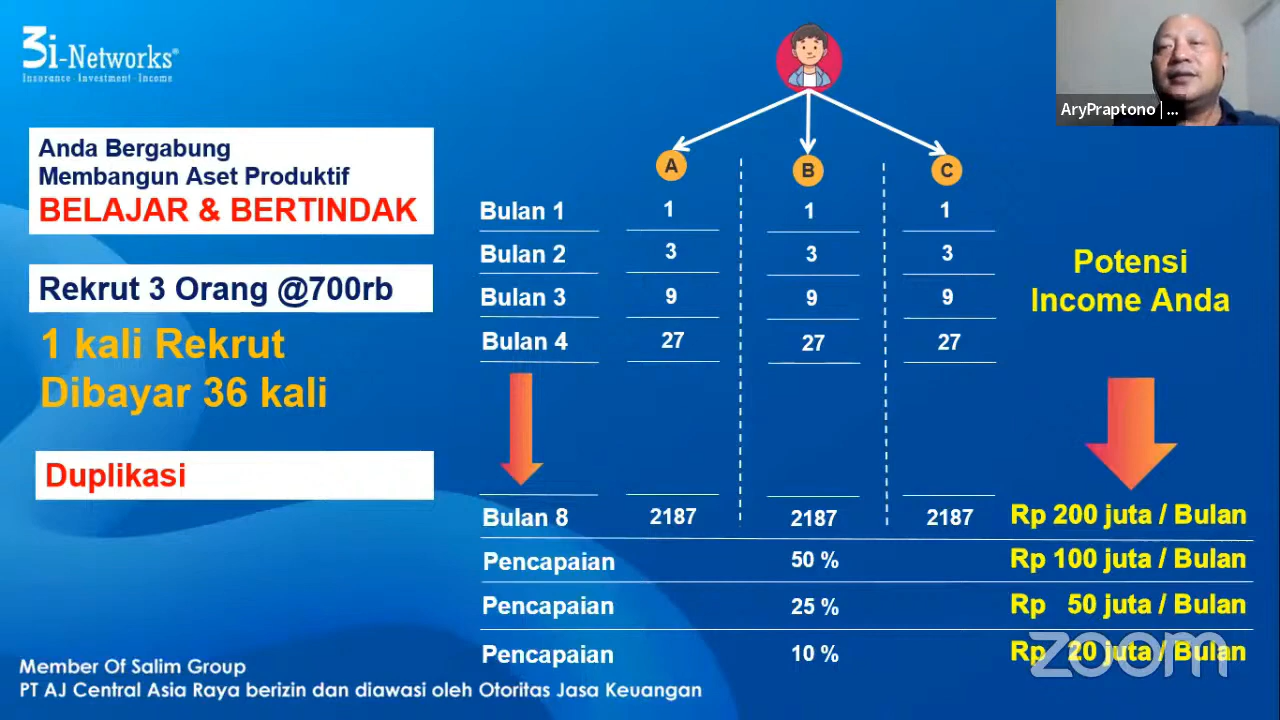 3i-Networks®
Insurance · Investment · Income
AryPraptono | ...
Anda Bergabung
Membangun Aset Produktif
BELAJAR & BERTINDAK
Rekrut 3 Orang @700rb
1 kali Rekrut
Dibayar 36 kali
Duplikasi
A B C
Bulan 1 1 1 1
Bulan 2 3 3 3
Bulan 3 9 9 9
Bulan 4 27 27 27
Potensi
Income Anda
Bulan 8 2187 2187 2187 Rp 200 juta / Bulan
Pencapaian 50 % Rp 100 juta / Bulan
Pencapaian 25 % Rp 50 juta / Bulan
Pencapaian 10 % Rp 20 juta / Bulan
zoom
Member Of Salim Group
PT AJ Central Asia Raya berizin dan diawasi oleh Otoritas Jasa Keuangan